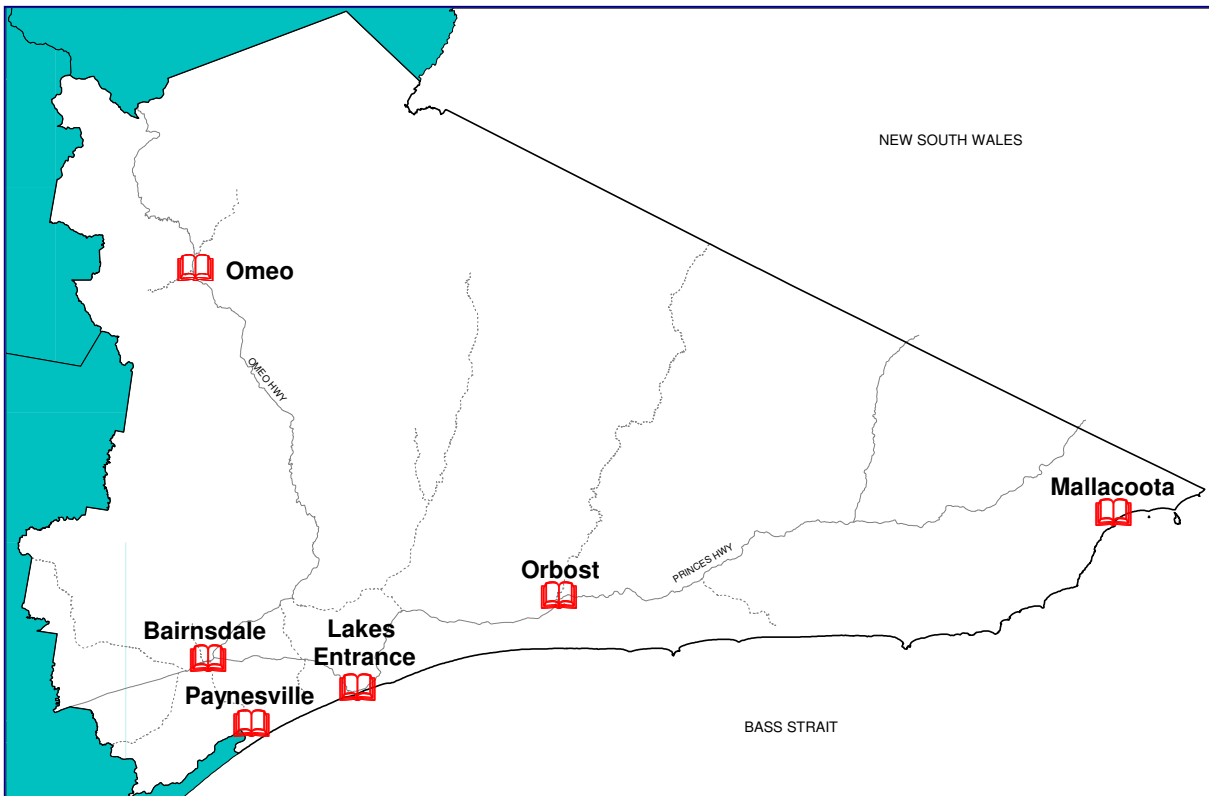 NEW SOUTH WALES
Omeo
OMEO HWY
Mallacoota
PRINCES HWY
Orbost
Bairnsdale
Lakes
Entrance
Paynesville
BASS STRAIT